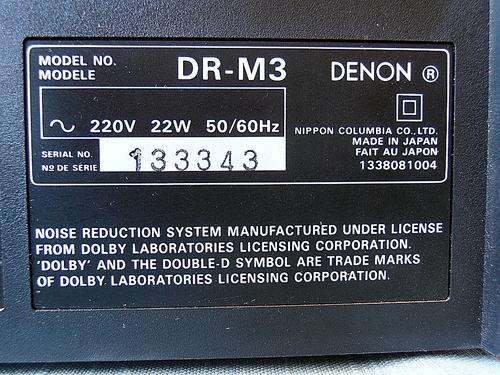 MODEL NO.
MODELE
DR-M3
DENON ®
~ 220V 22W 50/60Hz
NIPPON COLUMBIA CO.,LTD.
MADE IN JAPAN
FAIT AU JAPON
1338081004
SERIAL NO.
Nº DE SÉRIE
133343
NOISE REDUCTION SYSTEM MANUFACTURED UNDER LICENSE
FROM DOLBY LABORATORIES LICENSING CORPORATION.
'DOLBY' AND THE DOUBLE-D SYMBOL ARE TRADE MARKS
OF DOLBY LABORATORIES LICENSING CORPORATION.